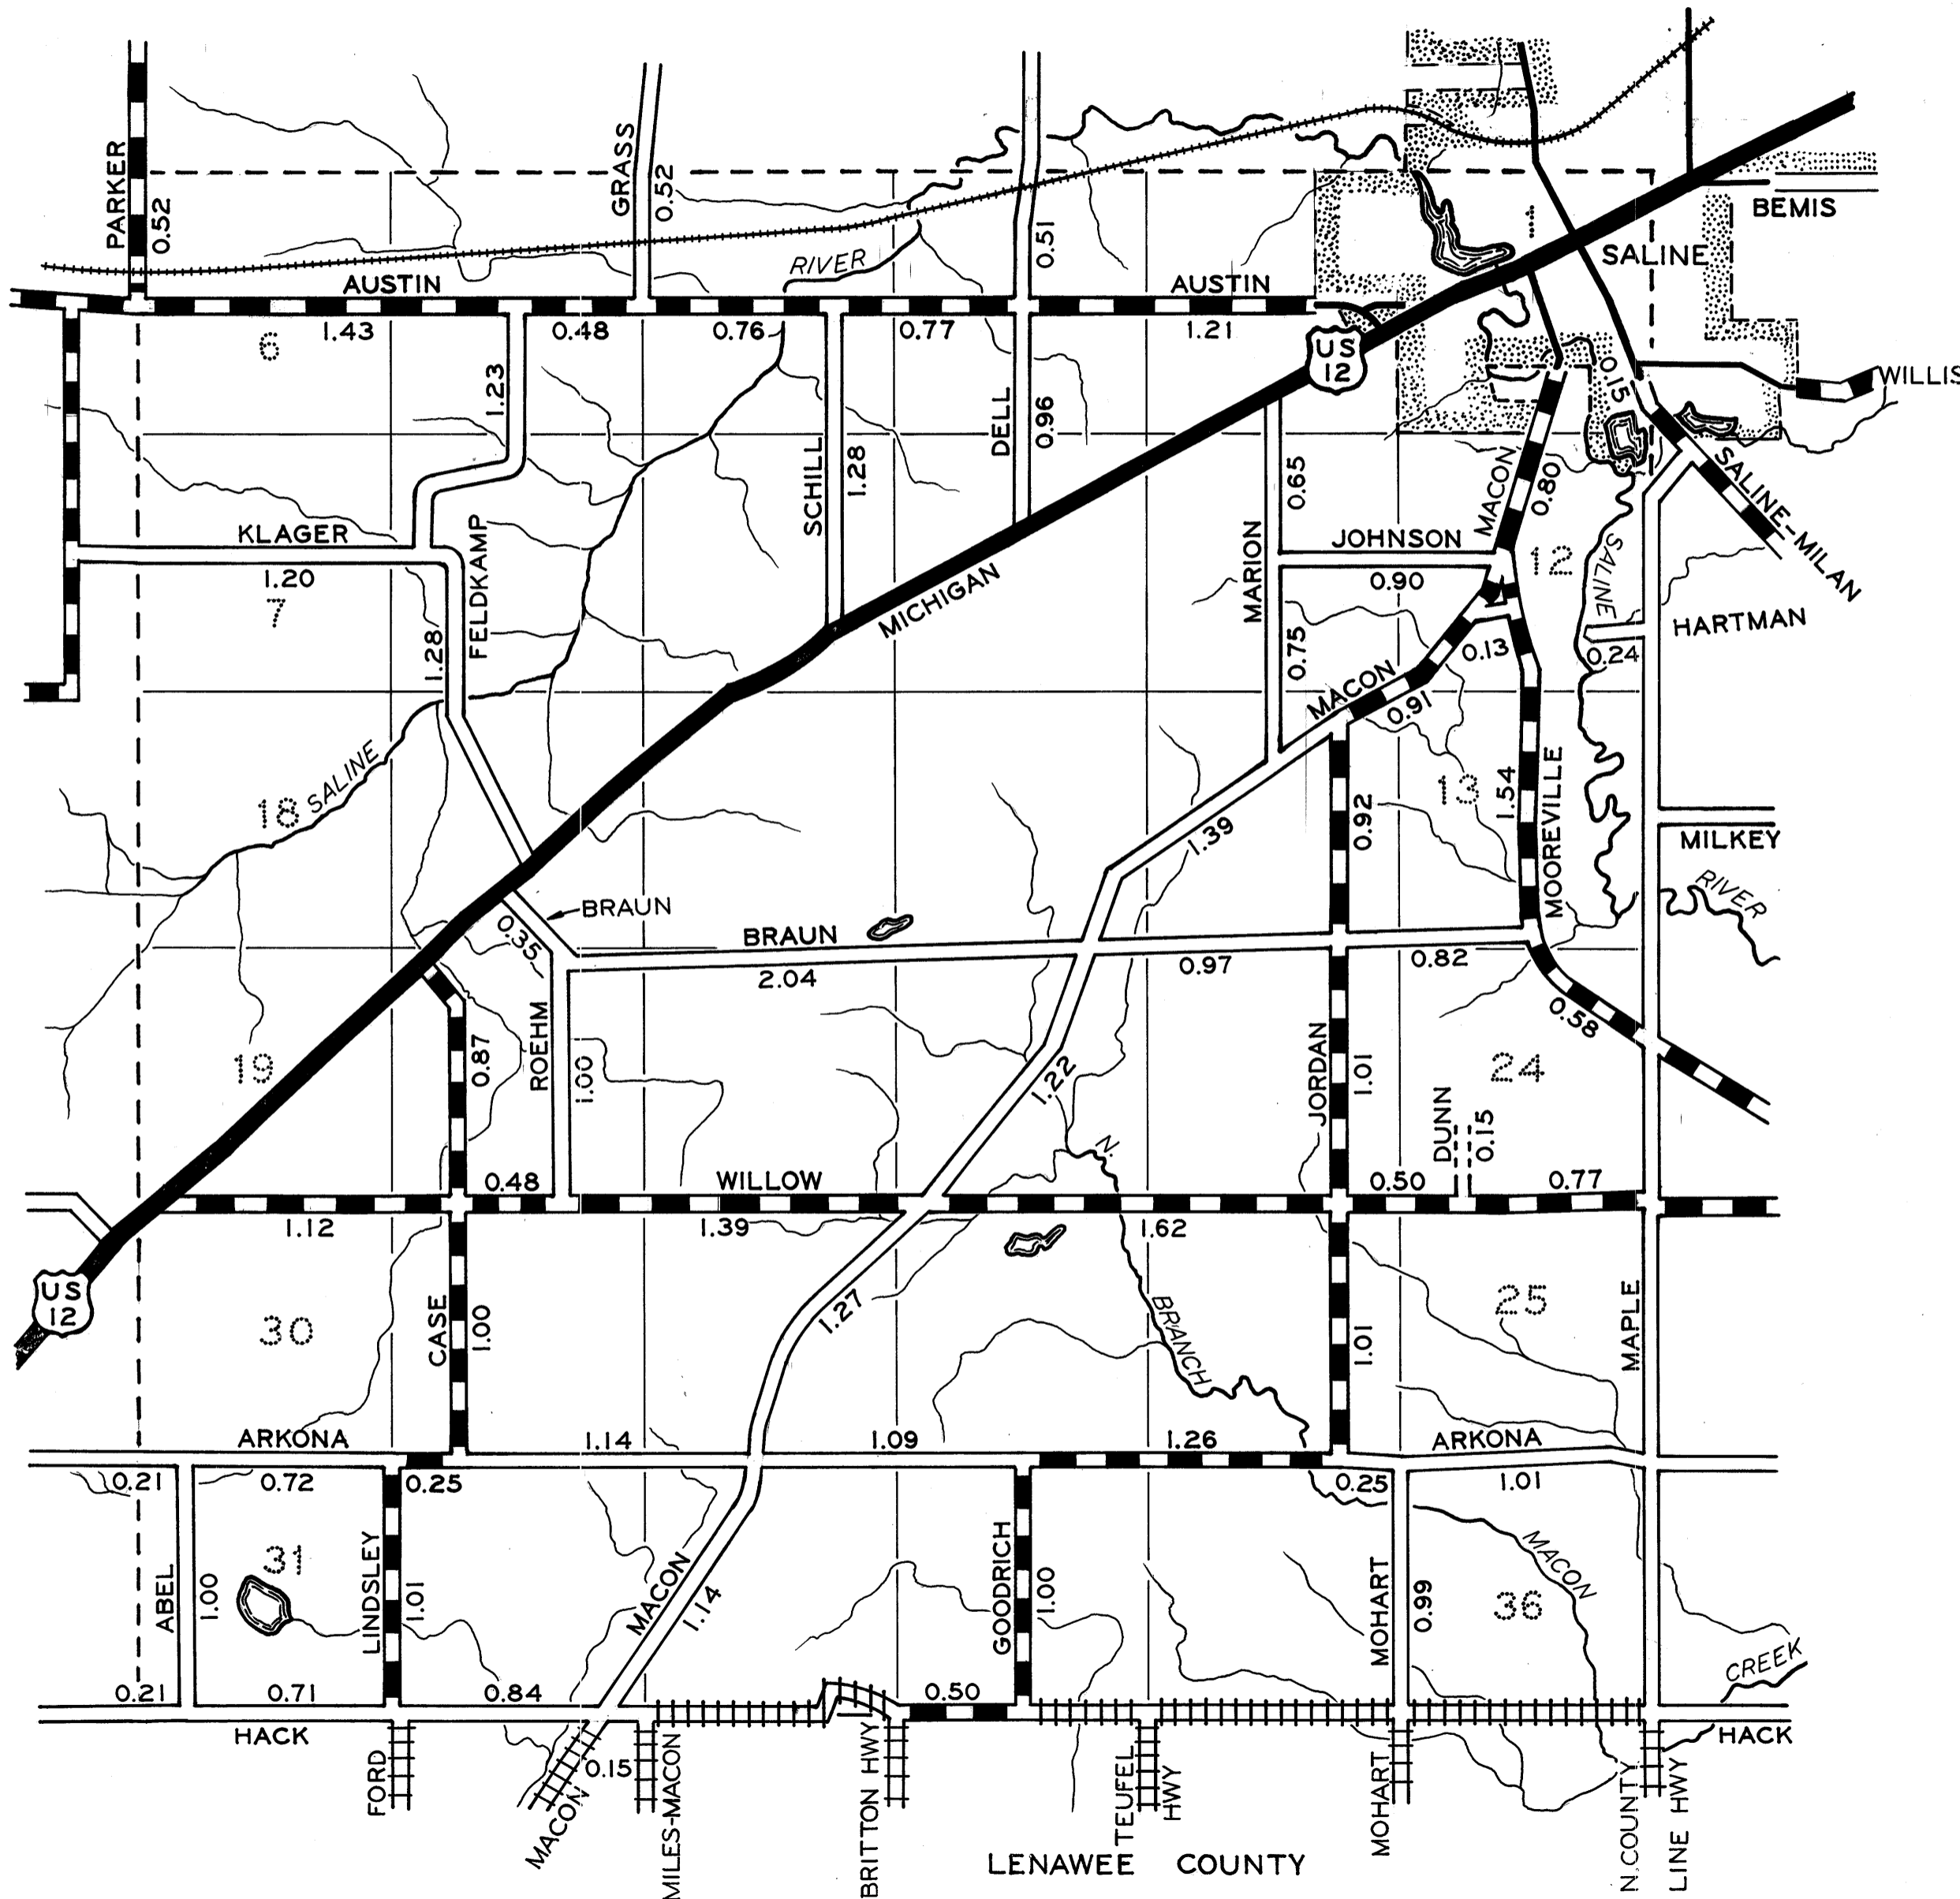 PARKER
0.52
GRASS
0.52
0.51
RIVER
AUSTIN
AUSTIN
1
SALINE
BEMIS
1.43
0.48
0.76
0.77
1.21
US
12
6
1.23
SCHILL
1.28
DELL
0.96
0.65
0.15
WILLIS
MACON
0.80
SALINE-MILAN
KLAGER
1.20
7
FELDKAMP
1.28
MICHIGAN
MARION
JOHNSON
0.90
0.75
12
SALINE
HARTMAN
0.24
0.13
MACON
0.91
18
SALINE
1.39
0.92
13
1.54
MOOREVILLE
MILKEY
RIVER
BRAUN
0.35
BRAUN
2.04
0.97
0.82
0.58
19
0.87
ROEHM
1.00
1.22
JORDAN
1.01
24
DUNN
0.15
N.
0.48
WILLOW
0.50
0.77
1.12
1.39
1.62
US
12
30
CASE
1.00
1.27
BRANCH
1.01
25
MAPLE
ARKONA
1.14
1.09
1.26
ARKONA
0.21
0.72
0.25
0.25
1.01
31
ABEL
1.00
LINDSLEY
1.01
MACON
1.14
GOODRICH
1.00
MOHART
0.99
MACON
36
CREEK
0.21
0.71
0.84
0.50
HACK
HACK
FORD
MACON
0.15
MILES-MACON
BRITTON HWY
TEUFEL
HWY
MOHART
N. COUNTY
LINE HWY
LENAWEE COUNTY